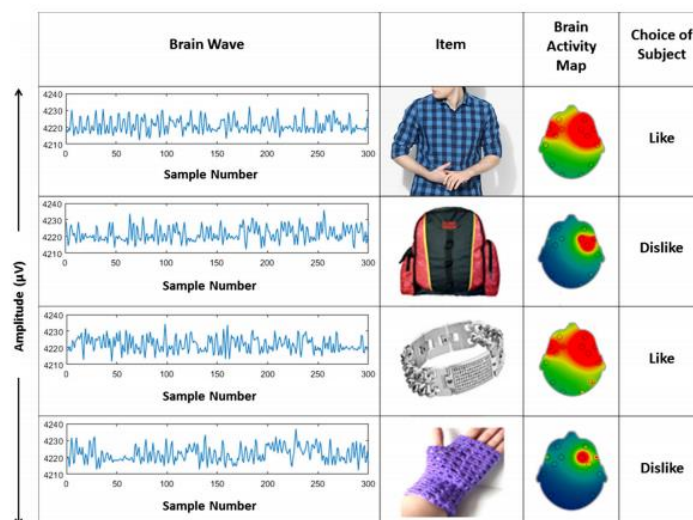 Brain Wave
Item
Brain
Activity
Map
Choice of
Subject
Amplitude (µV)
4240
4230
4220
4210
0 50 100 150 200 250 300
Sample Number
Like
4240
4230
4220
4210
0 50 100 150 200 250 300
Sample Number
Dislike
4240
4230
4220
4210
0 50 100 150 200 250 300
Sample Number
Like
4240
4230
4220
4210
0 50 100 150 200 250 300
Sample Number
Dislike